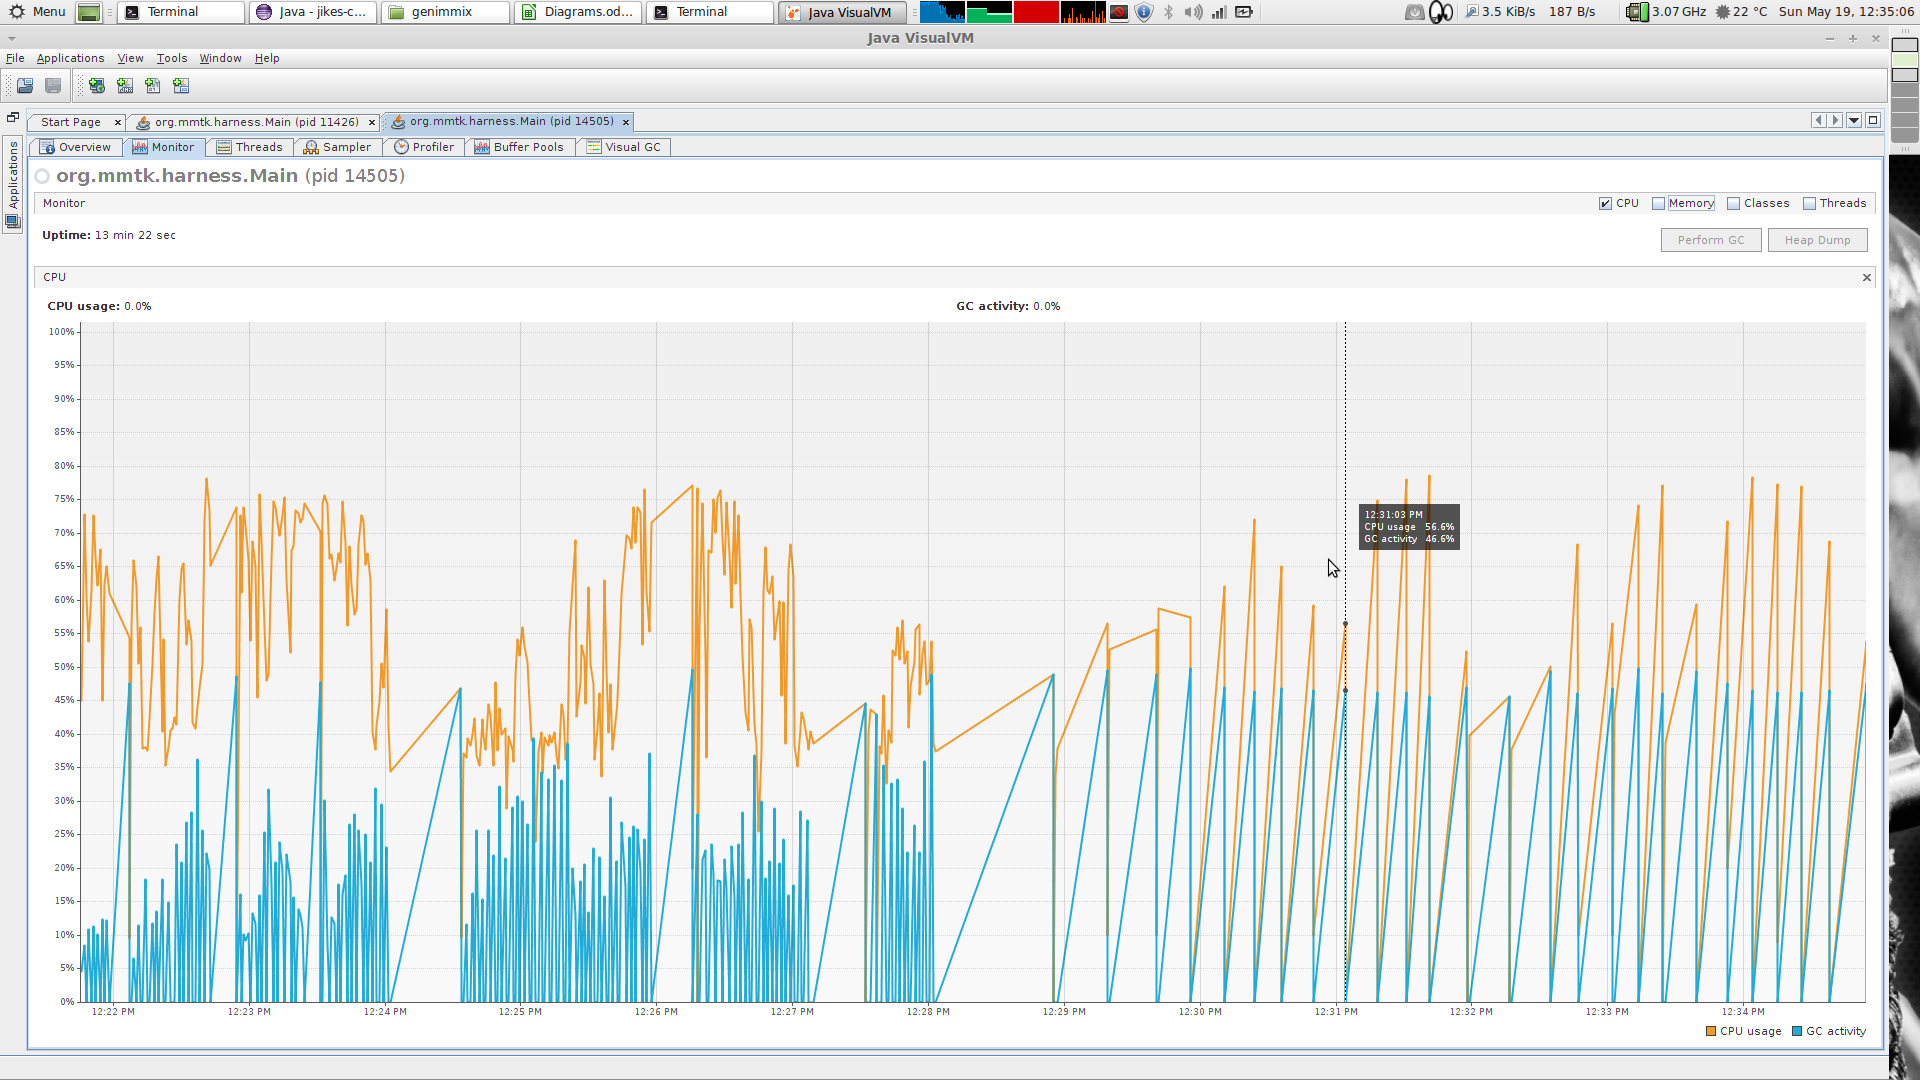 Menu Terminal Java - jikes-c... genimmix Diagrams.od... Terminal Java VisualVM 3.5 KiB/s 187 B/s 3.07 GHz 22 °C Sun May 19, 12:35:06
Java VisualVM
File Applications View Tools Window Help
Start Page org.mmtk.harness.Main (pid 11426) org.mmtk.harness.Main (pid 14505)
Applications
Overview Monitor Threads Sampler Profiler Buffer Pools Visual GC
org.mmtk.harness.Main (pid 14505)
Monitor CPU Memory Classes Threads
Uptime: 13 min 22 sec
Perform GC Heap Dump
CPU
CPU usage: 0.0% GC activity: 0.0%
100%
95%
90%
85%
80%
75%
70%
65%
60%
55%
50%
45%
40%
35%
30%
25%
20%
15%
10%
5%
0%
12:31:03 PM
CPU usage 56.6%
GC activity 46.6%
12:22 PM 12:23 PM 12:24 PM 12:25 PM 12:26 PM 12:27 PM 12:28 PM 12:29 PM 12:30 PM 12:31 PM 12:32 PM 12:33 PM 12:34 PM
CPU usage GC activity